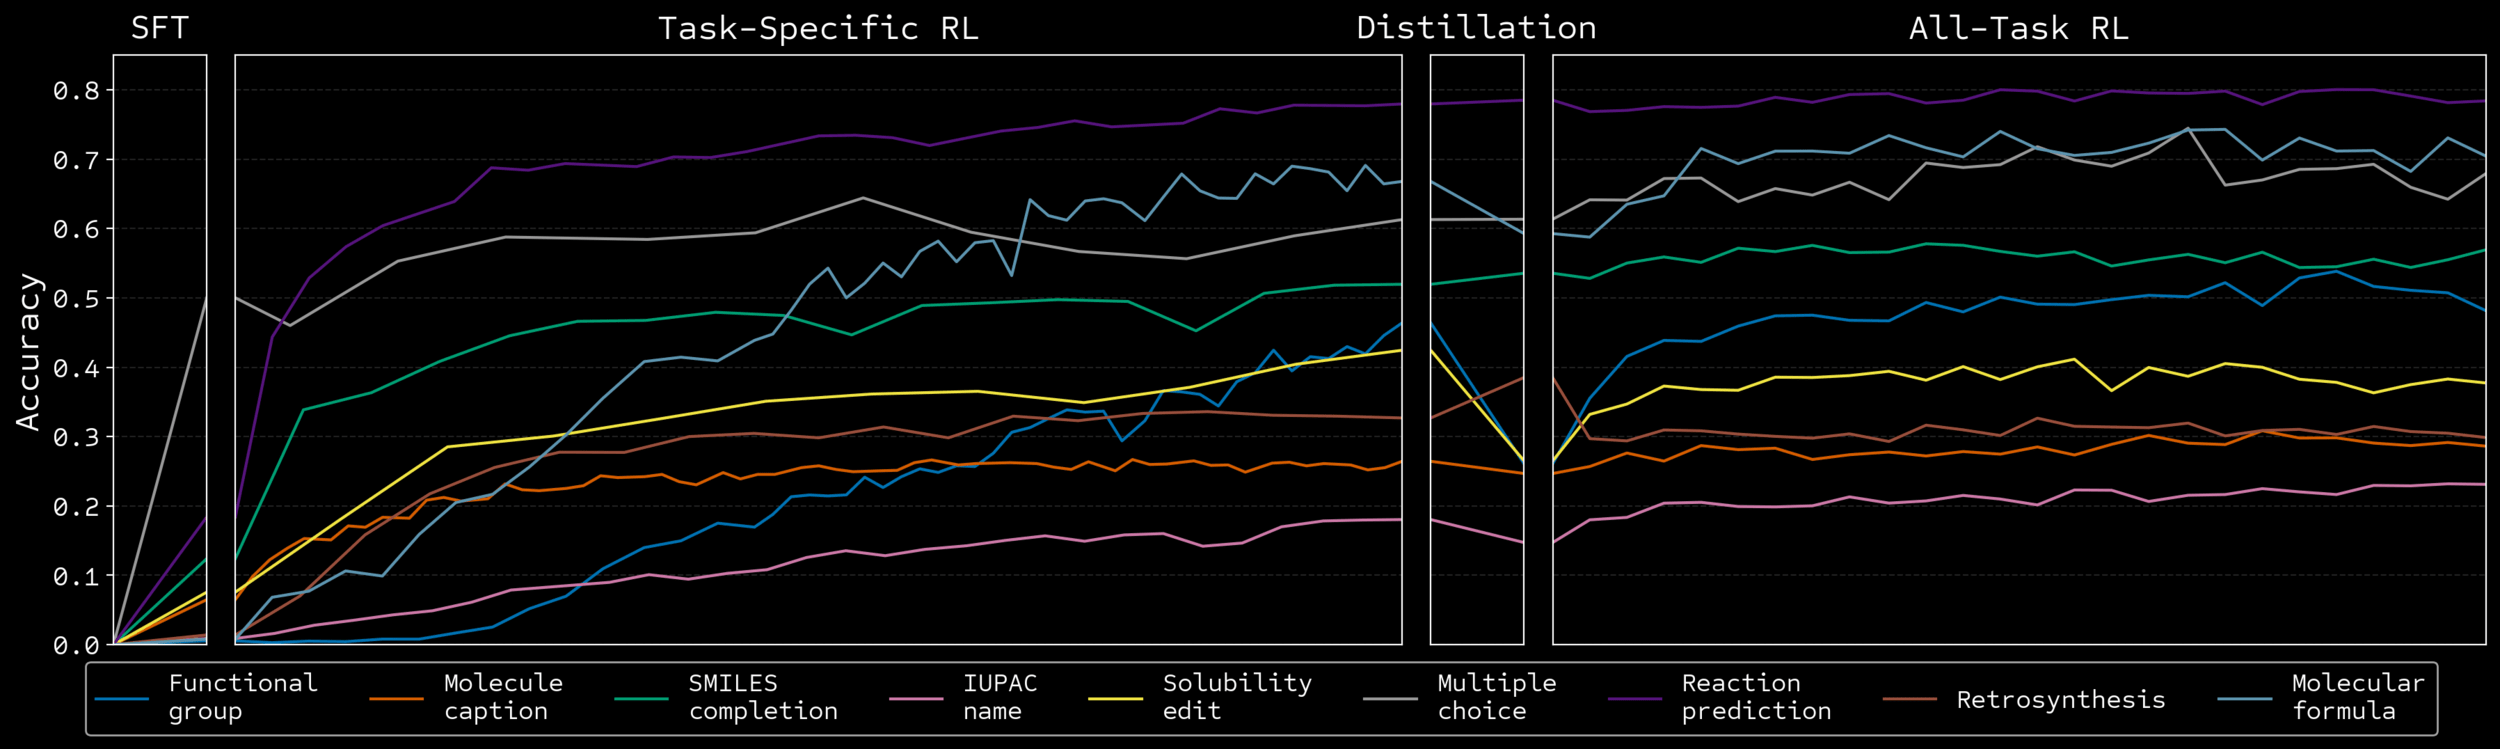 SFT
Task-Specific RL
Distillation
All-Task RL
Accuracy
0.8
0.7
0.6
0.5
0.4
0.3
0.2
0.1
0.0
Functional
group
Molecule
caption
SMILES
completion
IUPAC
name
Solubility
edit
Multiple
choice
Reaction
prediction
Retrosynthesis
Molecular
formula